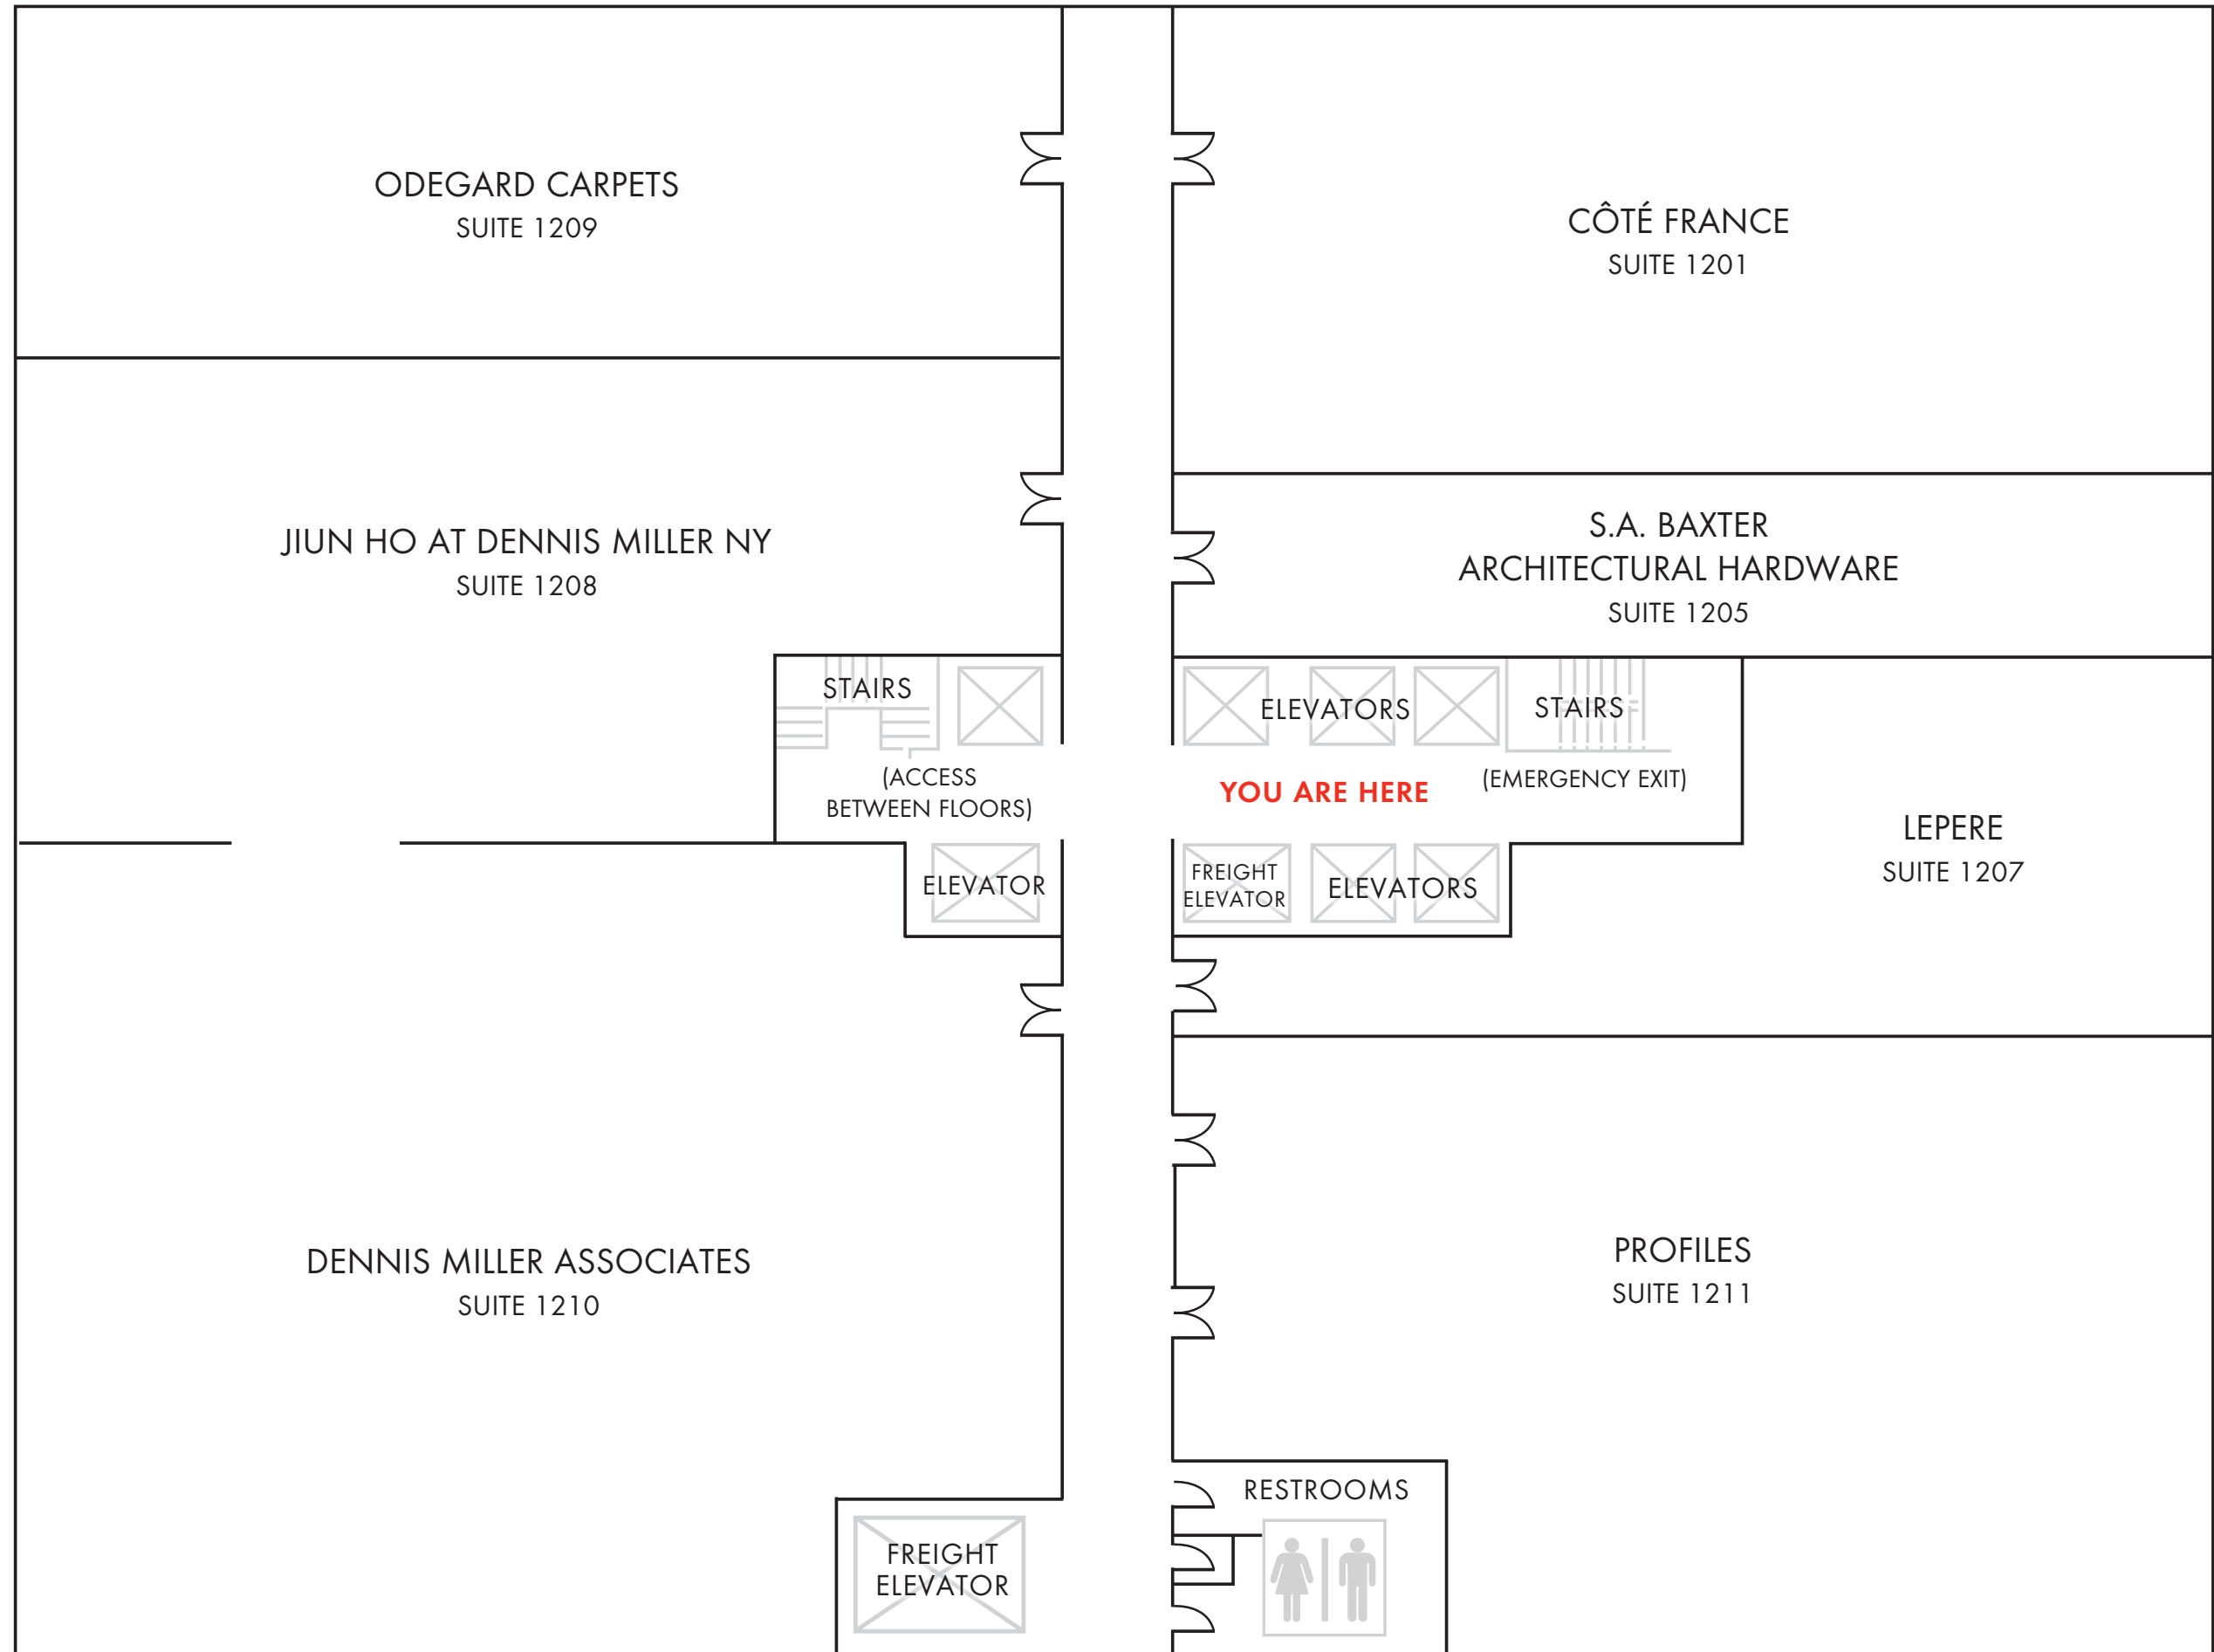 ODEGARD CARPETS
SUITE 1209
CÔTÉ FRANCE
SUITE 1201
JIUN HO AT DENNIS MILLER NY
SUITE 1208
S.A. BAXTER
ARCHITECTURAL HARDWARE
SUITE 1205
STAIRS
(ACCESS
BETWEEN FLOORS)
ELEVATOR
ELEVATORS
STAIRS
(EMERGENCY EXIT)
YOU ARE HERE
FREIGHT
ELEVATOR
ELEVATORS
LEPERE
SUITE 1207
DENNIS MILLER ASSOCIATES
SUITE 1210
PROFILES
SUITE 1211
FREIGHT
ELEVATOR
RESTROOMS